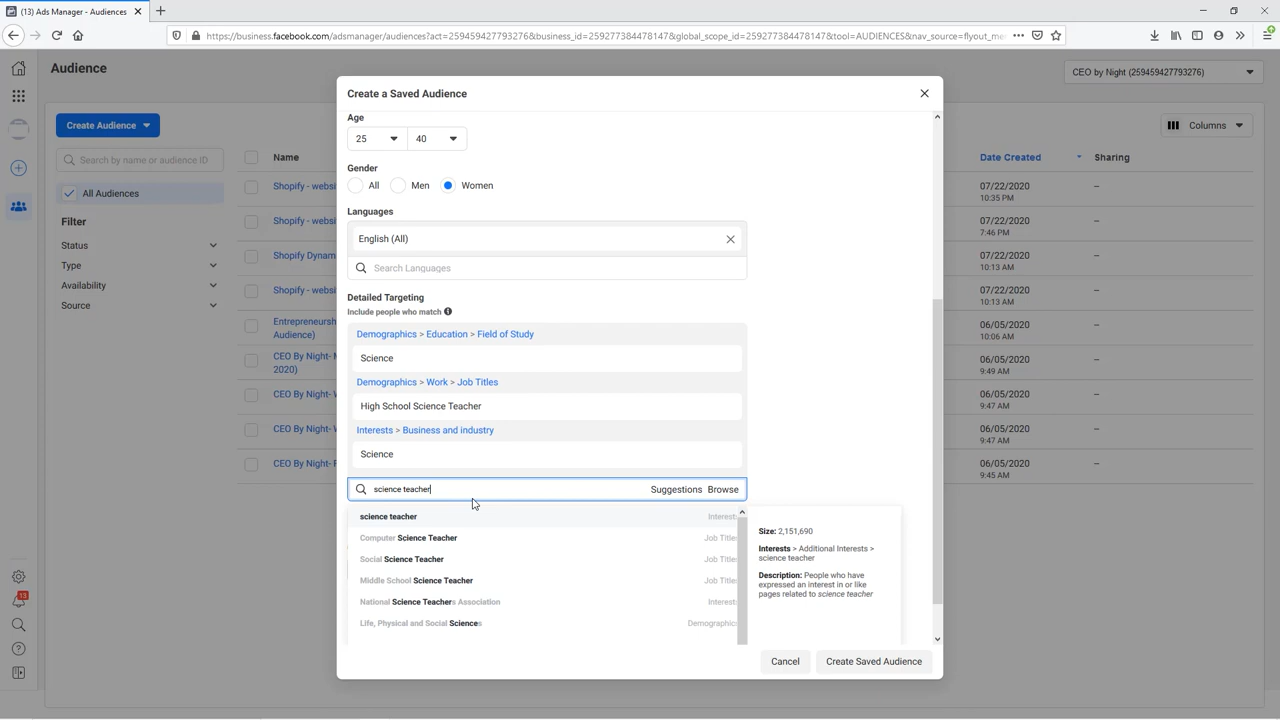 (13) Ads Manager - Audiences
https://business.facebook.com/adsmanager/audiences?act=259459427793276&business_id=259277384478147&global_scope_id=259277384478147&tool=AUDIENCES&nav_source=flyout_me
Audience
CEO by Night (259459427793276)
Create Audience
Columns
Search by name or audience ID
All Audiences
Filter
Status
Type
Availability
Source
Name
Date Created
Sharing
Shopify - websi
07/22/2020
10:35 PM
--
Shopify - websi
07/22/2020
7:46 PM
--
Shopify Dynam
07/22/2020
10:13 AM
--
Shopify - websi
07/22/2020
10:13 AM
--
Entrepreneurshi
Audience)
06/05/2020
10:06 AM
--
CEO By Night- M
2020)
06/05/2020
9:49 AM
--
CEO By Night- W
06/05/2020
9:47 AM
--
CEO By Night- W
06/05/2020
9:47 AM
--
CEO By Night- F
06/05/2020
9:45 AM
--
13
Create a Saved Audience
Age
25
40
Gender
All
Men
Women
Languages
English (All)
Search Languages
Detailed Targeting
Include people who match
Demographics > Education > Field of Study
Science
Demographics > Work > Job Titles
High School Science Teacher
Interests > Business and industry
Science
science teacher
Suggestions Browse
science teacher Interests
Computer Science Teacher Job Title
Social Science Teacher Job Title
Middle School Science Teacher Job Title
National Science Teachers Association Interests
Life, Physical and Social Sciences Demographics
Size: 2,151,690
Interests > Additional Interests >
science teacher
Description: People who have
expressed an interest in or like
pages related to science teacher
Cancel
Create Saved Audience